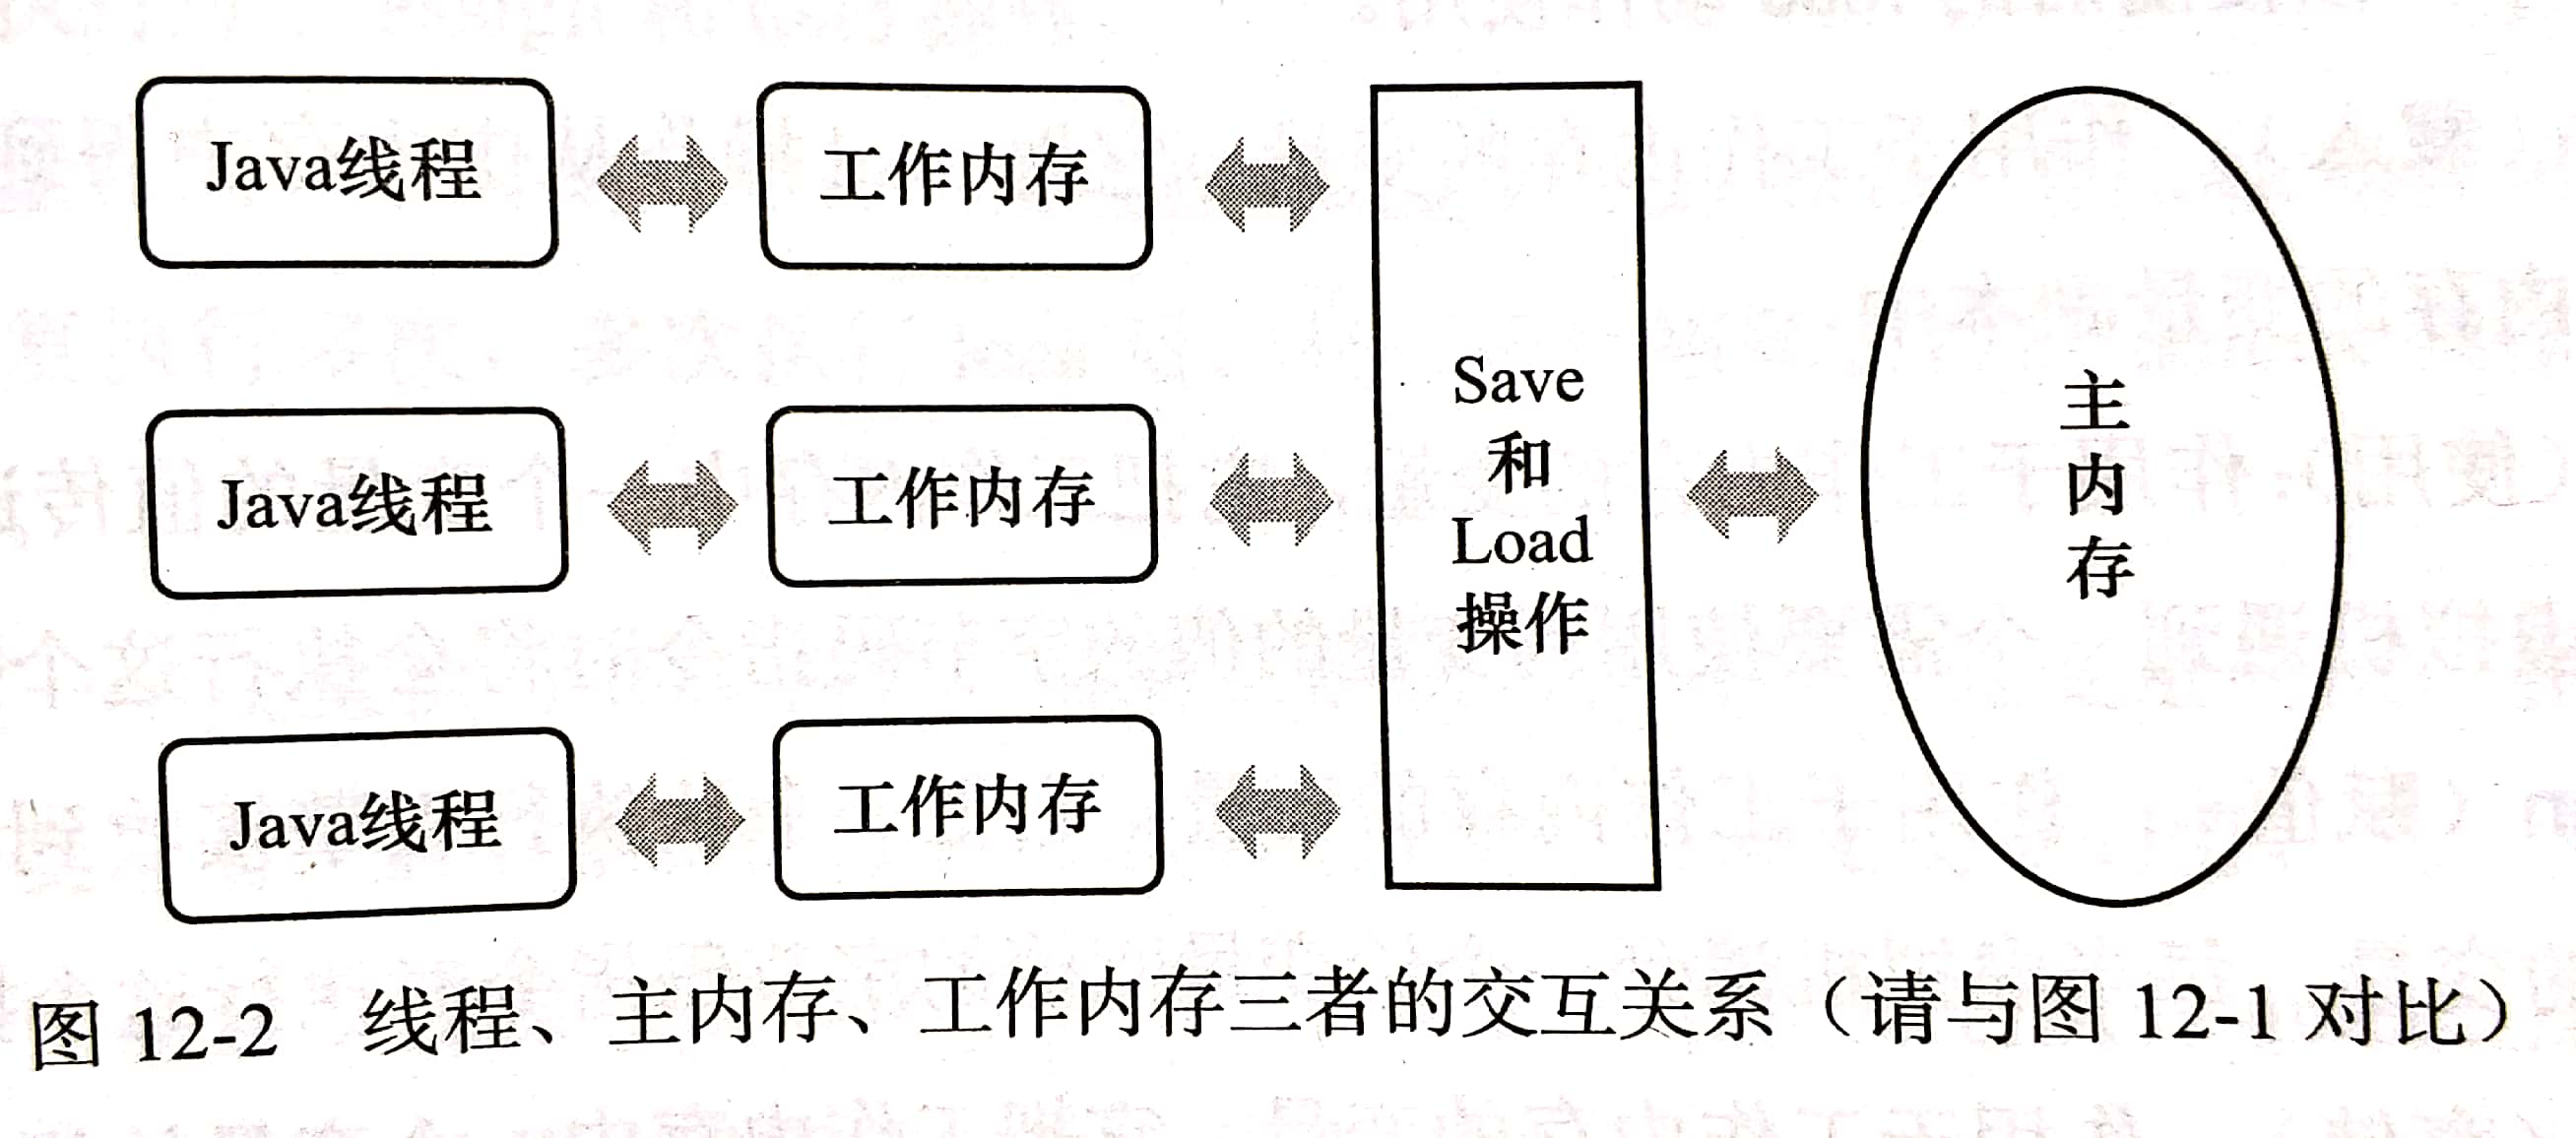 Java线程
工作内存
Java线程
工作内存
Java线程
工作内存
Save
和
Load
操作
主
内
存
图 12-2 线程、主内存、工作内存三者的交互关系（请与图 12-1 对比）